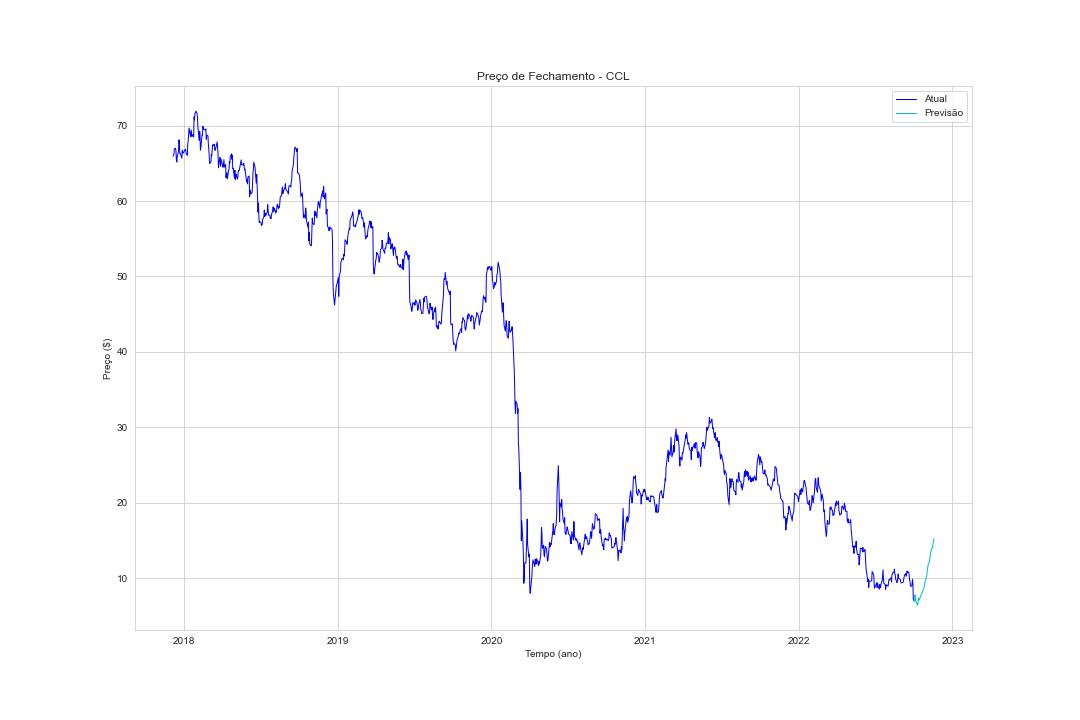 Preço de Fechamento - CCL
Atual
Previsão
Preço ($)
70
60
50
40
30
20
10
2018
2019
2020
2021
2022
2023
Tempo (ano)